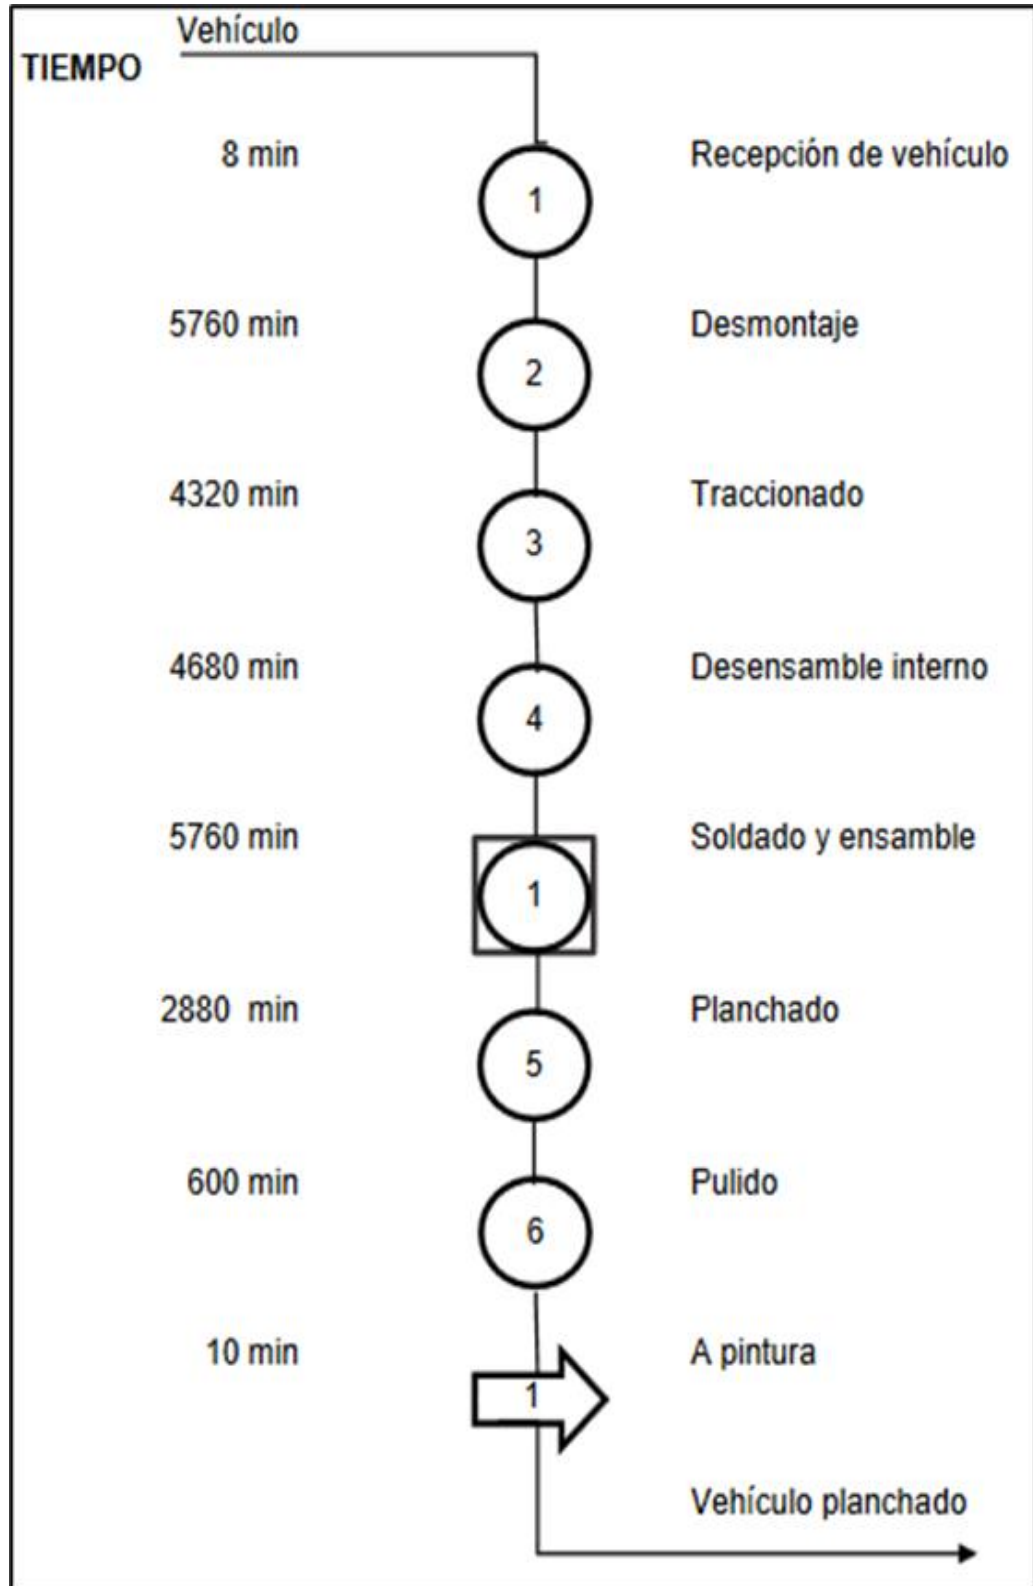 Vehículo
TIEMPO
8 min
1
Recepción de vehículo
5760 min
2
Desmontaje
4320 min
3
Traccionado
4680 min
4
Desensamble interno
5760 min
1
Soldado y ensamble
2880 min
5
Planchado
600 min
6
Pulido
10 min
1
A pintura
Vehículo planchado